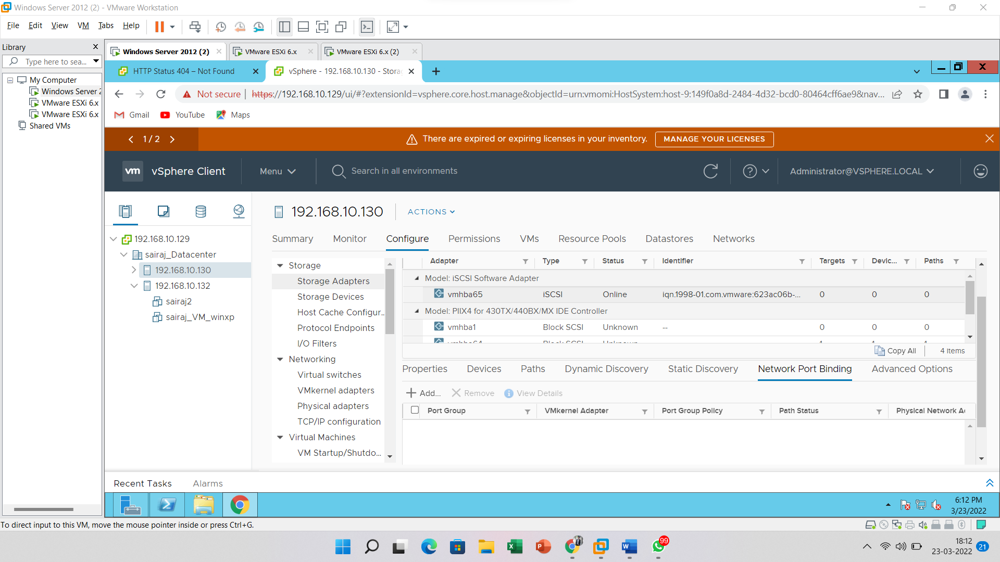 Windows Server 2012 (2) - VMware Workstation
File Edit View VM Tabs Help
Library
Type here to sea...
My Computer
Windows Server 2
VMware ESXi 6.x
VMware ESXi 6.x
Shared VMs
Windows Server 2012 (2)
VMware ESXi 6.x
VMware ESXi 6.x (2)
HTTP Status 404 – Not Found
vSphere - 192.168.10.130 - Stora
Not secure
https://192.168.10.129/ui/#?extensionId=vsphere.core.host.manage&objectId=urn:vmomi:HostSystem:host-9:149f0a8d-2484-4d32-bcd0-80464cff6ae9&nav...
Gmail YouTube Maps
1 / 2
There are expired or expiring licenses in your inventory.
MANAGE YOUR LICENSES
vm vSphere Client
Menu
Search in all environments
Administrator@VSPHERE.LOCAL
192.168.10.129
sairaj_Datacenter
192.168.10.130
192.168.10.132
sairaj2
sairaj_VM_winxp
192.168.10.130
ACTIONS
Summary Monitor Configure Permissions VMs Resource Pools Datastores Networks
Storage
Storage Adapters
Storage Devices
Host Cache Configur..
Protocol Endpoints
I/O Filters
Networking
Virtual switches
VMkernel adapters
Physical adapters
TCP/IP configuration
Virtual Machines
VM Startup/Shutdo...
Adapter Type Status Identifier Targets Devic... Paths
Model: iSCSI Software Adapter
vmhba65 iSCSI Online iqn.1998-01.com.vmware:623ac06b-... 0 0 0
Model: PIIX4 for 430TX/440BX/MX IDE Controller
vmhba1 Block SCSI Unknown -- 0 0 0
vmhba64 Block SCSI Unknown 1 1 1
Copy All 4 items
Properties Devices Paths Dynamic Discovery Static Discovery Network Port Binding Advanced Options
Add... Remove View Details
Port Group VMkernel Adapter Port Group Policy Path Status Physical Network A
Recent Tasks Alarms
6:12 PM
3/23/2022
To direct input to this VM, move the mouse pointer inside or press Ctrl+G.
99
18:12
23-03-2022
21